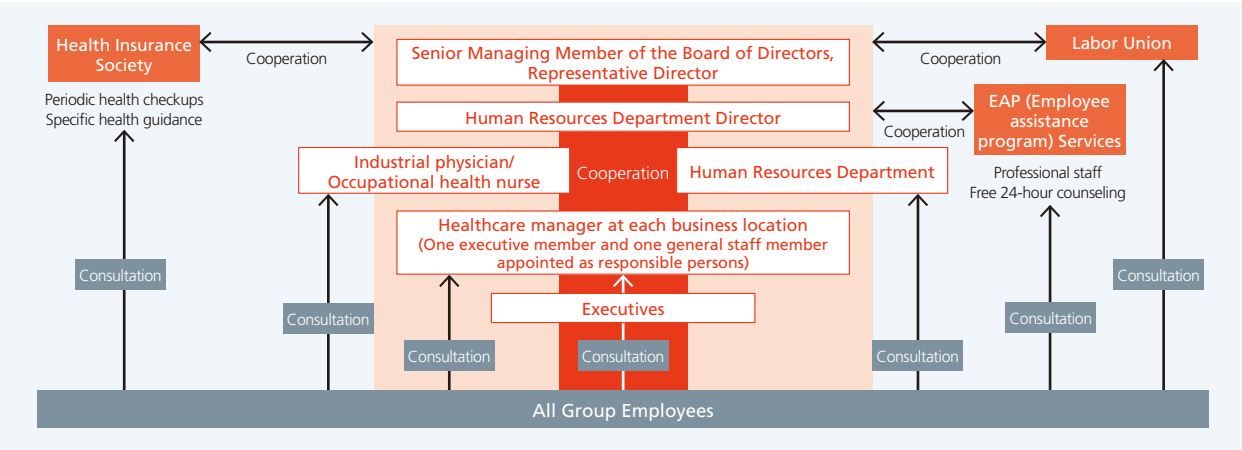 Health Insurance
Society
Cooperation
Periodic health checkups
Specific health guidance
Senior Managing Member of the Board of Directors,
Representative Director
Human Resources Department Director
Cooperation
Labor Union
Cooperation
EAP (Employee
assistance
program) Services
Professional staff
Free 24-hour counseling
Industrial physician/
Occupational health nurse
Cooperation
Human Resources Department
Healthcare manager at each business location
(One executive member and one general staff member
appointed as responsible persons)
Executives
Consultation
Consultation
Consultation
Consultation
Consultation
Consultation
Consultation
All Group Employees